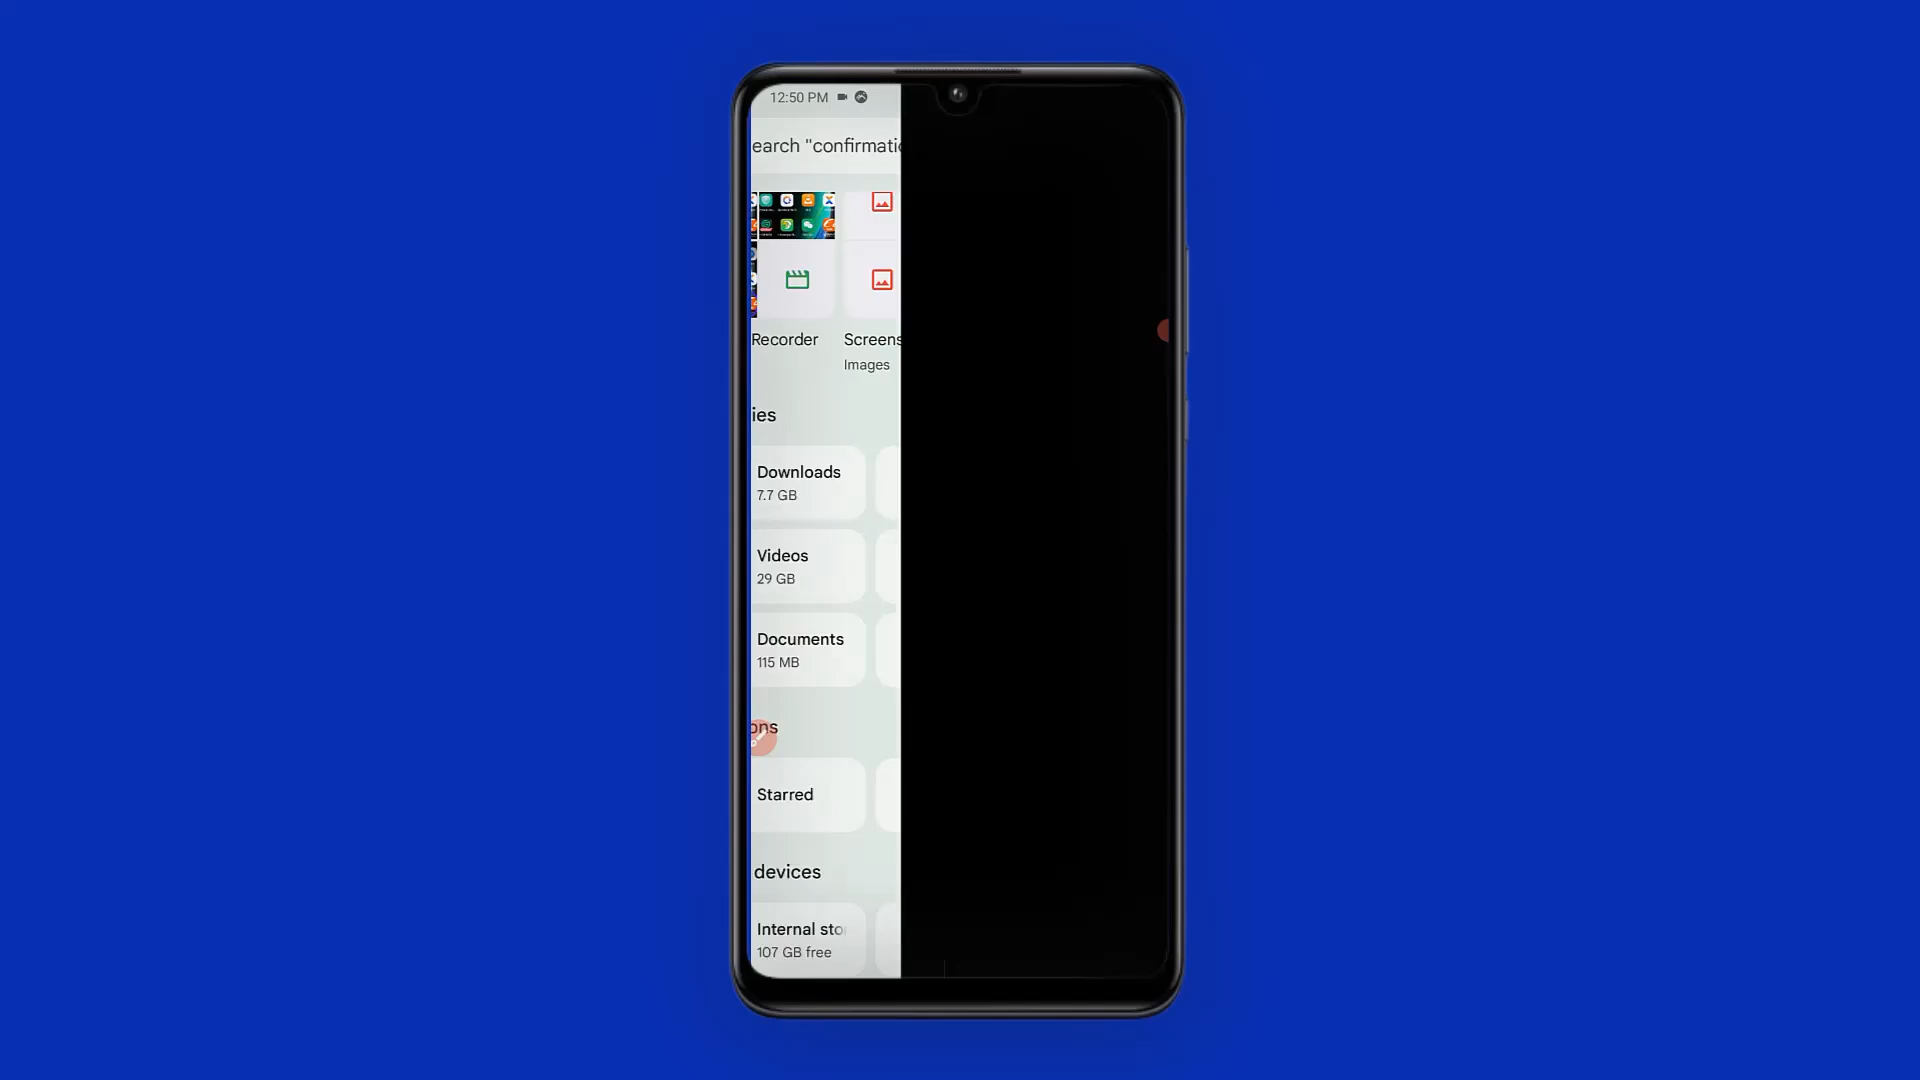 12:50 PM
earch "confirmatic
Recorder
Screens
Images
ies
Downloads
7.7 GB
Videos
29 GB
Documents
115 MB
ons
Starred
devices
Internal sto
107 GB free